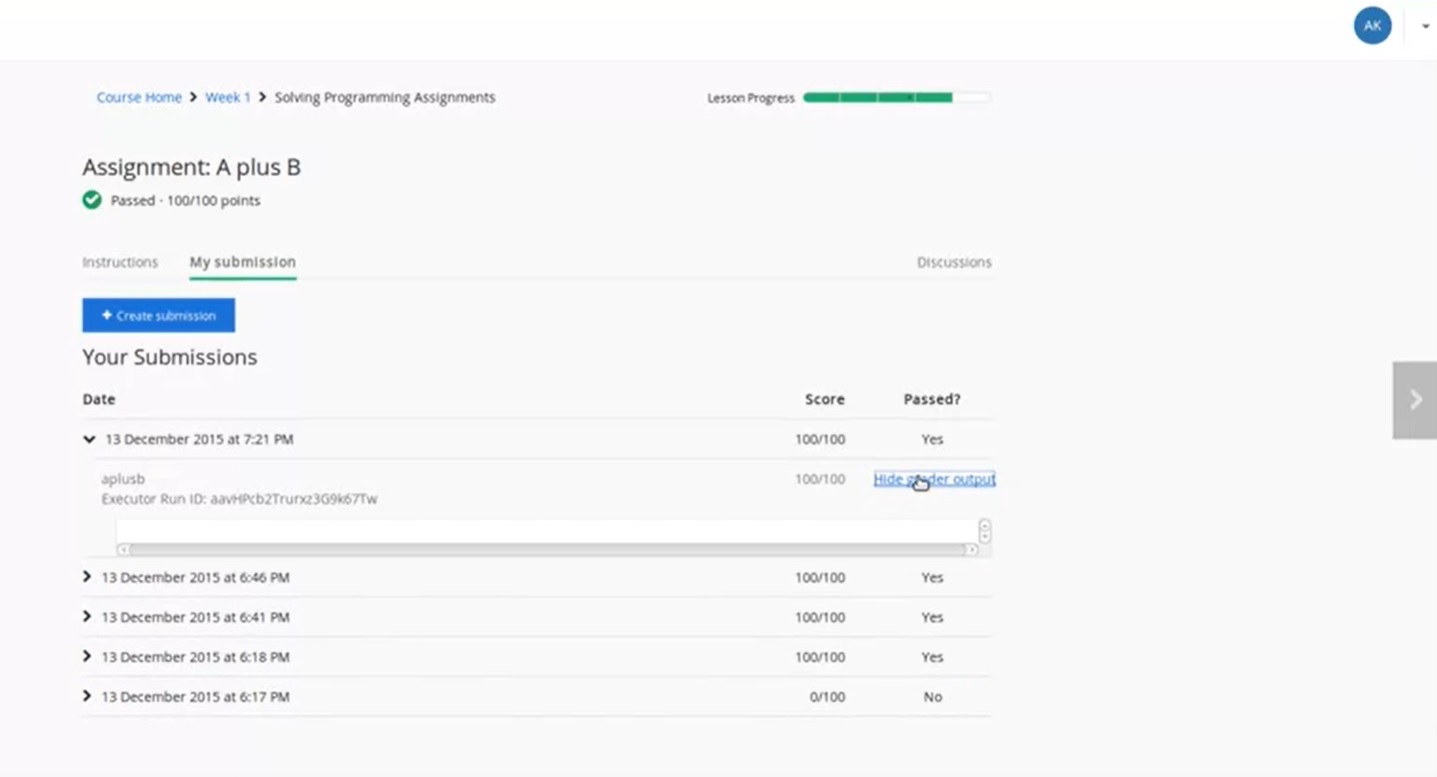 AK
Course Home > Week 1 > Solving Programming Assignments
Lesson Progress
Assignment: A plus B
Passed · 100/100 points
Instructions My submission Discussions
+ Create submission
Your Submissions
Date Score Passed?
13 December 2015 at 7:21 PM 100/100 Yes
aplusb 100/100 Hide grader output
Executor Run ID: aavHPcb2Trurxz3G9k67Tw
13 December 2015 at 6:46 PM 100/100 Yes
13 December 2015 at 6:41 PM 100/100 Yes
13 December 2015 at 6:18 PM 100/100 Yes
13 December 2015 at 6:17 PM 0/100 No